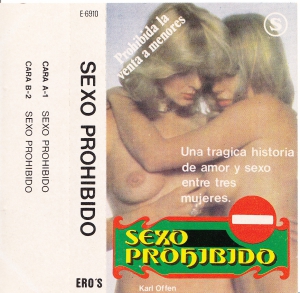 E-6910
SEXO PROHIBIDO
CARA A-1 SEXO PROHIBIDO
CARA B-2 SEXO PROHIBIDO
ERO'S
Prohibida la
venta a menores
S
Una tragica historia
de amor y sexo
entre tres
mujeres.
SEXO
PROHIBIDO
Karl Offen